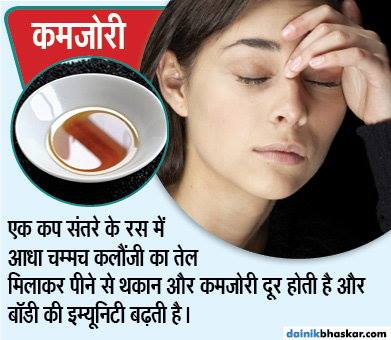 कमजोरी
एक कप संतरे के रस में
आधा चम्मच कलौंजी का तेल
मिलाकर पीने से थकान और कमजोरी दूर होती है और
बॉडी की इम्यूनिटी बढ़ती है।
dainikbhaskar.com